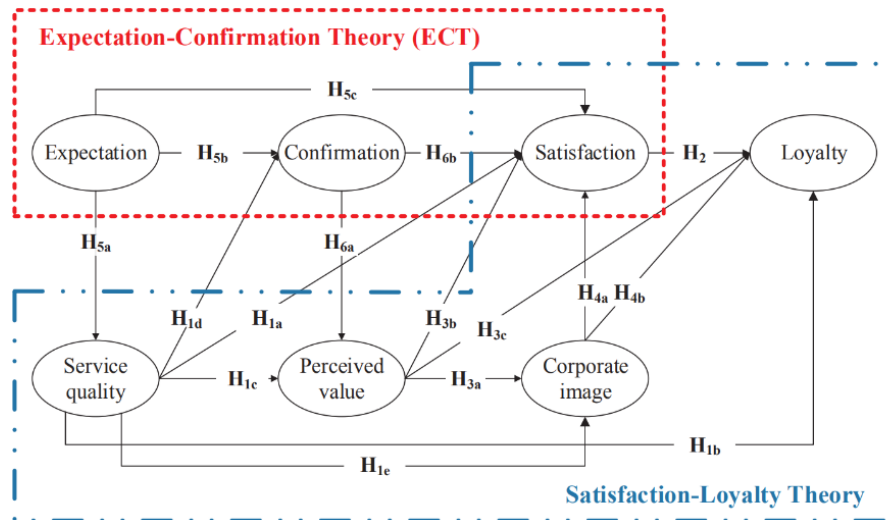 Expectation-Confirmation Theory (ECT)
H5c
Expectation
H5b
Confirmation
H6b
Satisfaction
H2
Loyalty
H5a
H6a
H4a
H4b
H1d
H1a
H3b
H3c
Service
quality
H1c
Perceived
value
H3a
Corporate
image
H1b
H1e
Satisfaction-Loyalty Theory